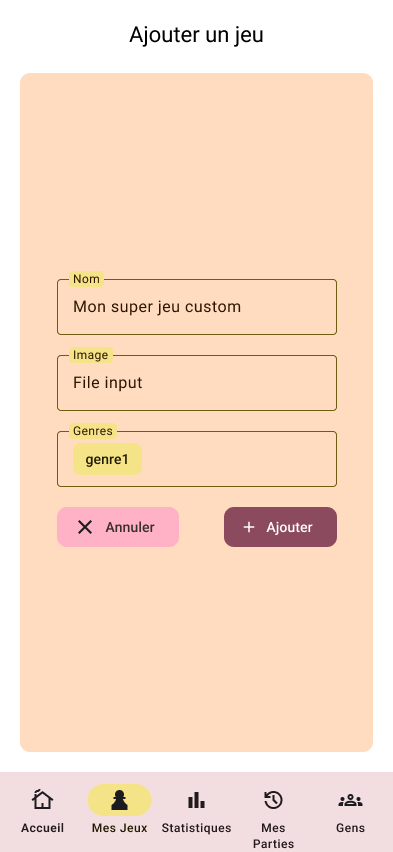 Ajouter un jeu
Nom
Mon super jeu custom
Image
File input
Genres
genre1
Annuler
Ajouter
Accueil
Mes Jeux
Statistiques
Mes
Parties
Gens